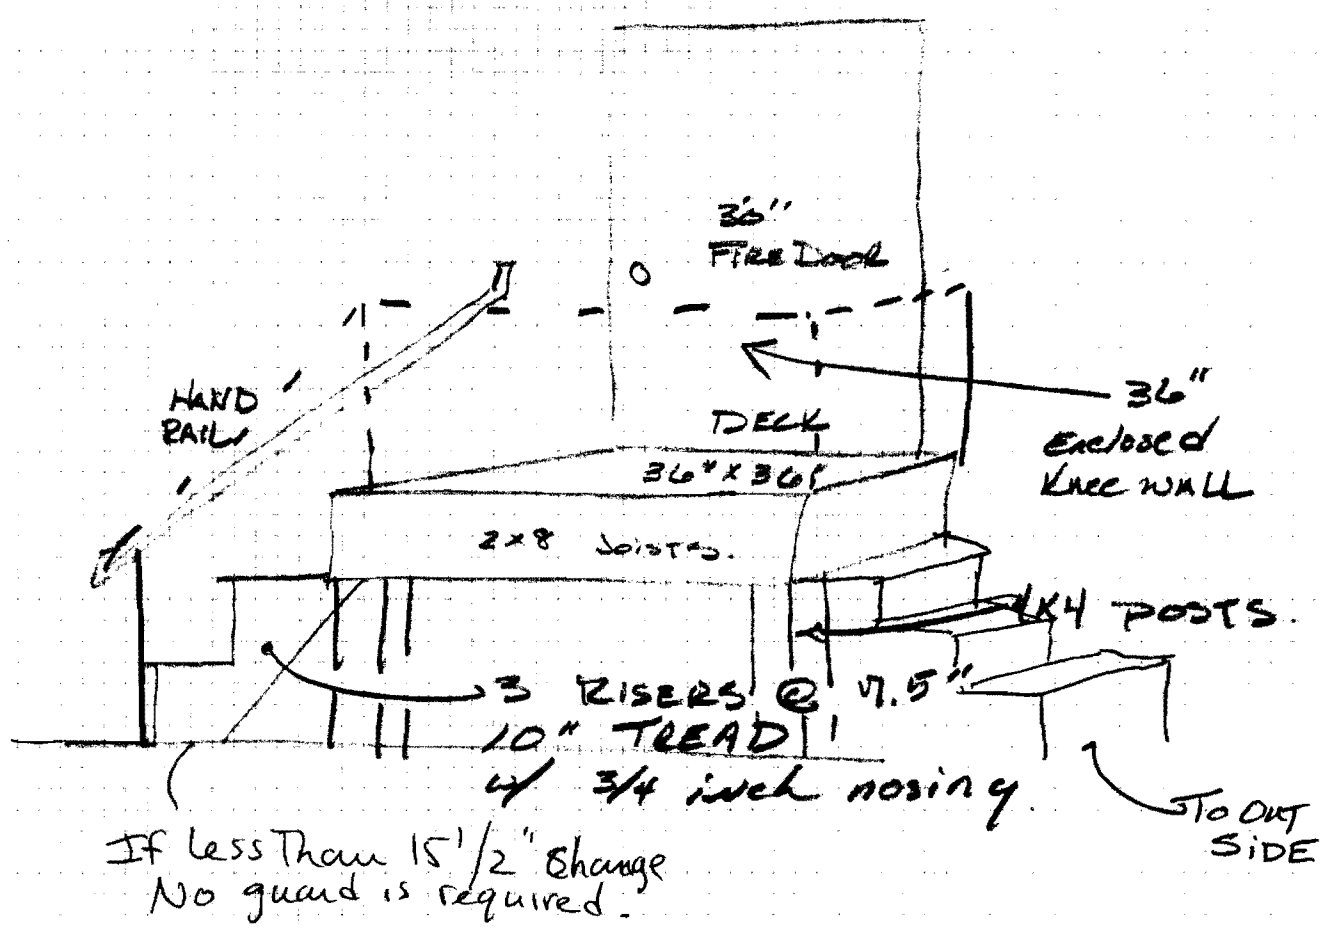 3'0"
FIRE DOOR
HAND
RAIL
36"
Enclosed
Knee WALL
DECK
36" x 36"
2x8 Joists.
4x4 POSTS.
3 RISERS @ 7.5"
10" TREAD
w/ 3/4 inch nosing.
TO OUT
SIDE
If Less Than 15 1/2" Change
No guard is required.